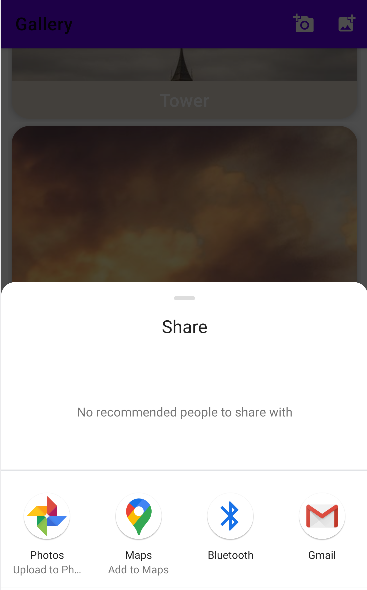 Gallery
Tower
Share
No recommended people to share with
Photos
Upload to Ph...
Maps
Add to Maps
Bluetooth
Gmail